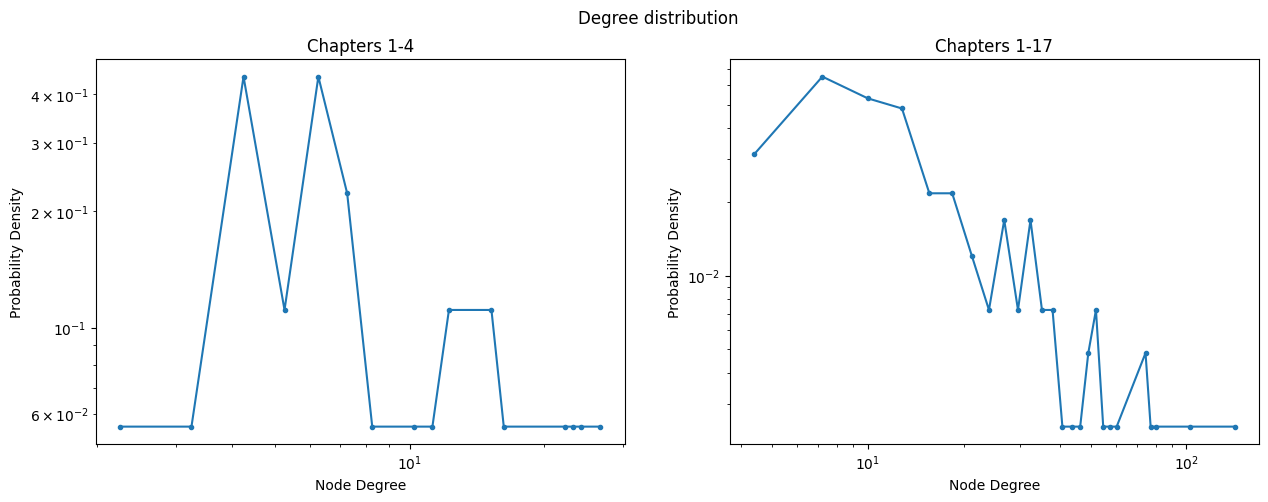 Degree distribution
Chapters 1-4
Probability Density
4 × 10⁻¹
3 × 10⁻¹
2 × 10⁻¹
10⁻¹
6 × 10⁻²
10¹
Node Degree
Chapters 1-17
Probability Density
10⁻²
10¹ 10²
Node Degree